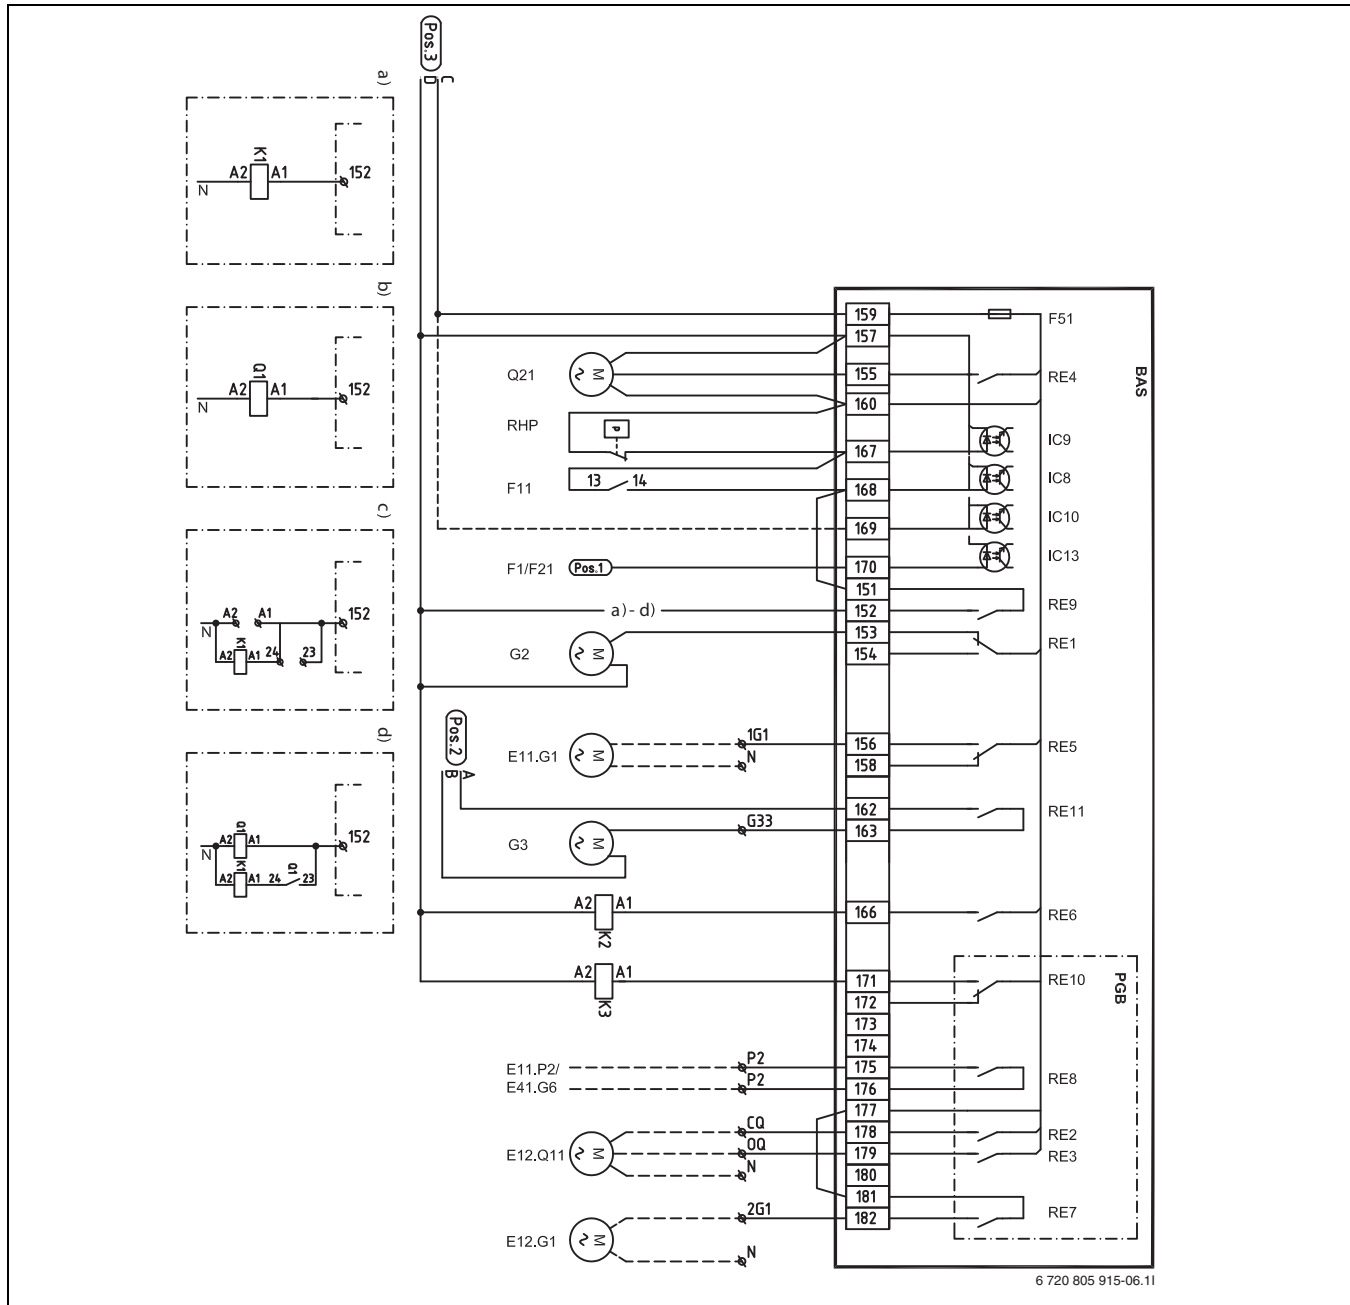 Pos.3
D C
a)
K1
A2 A1 152
N
b)
Q1
A2 A1 152
N
c)
A2 A1 152
N
K1
A2 A1 24 23
d)
Q1
A2 A1 152
N
K1 Q1
A2 A1 24 23
BAS
159 F51
157
Q21 M ~ 155 RE4
160
RHP P
IC9
167
F11 13 14 168 IC8
169 IC10
F1/F21 Pos.1 170 IC13
151
a)- d) 152 RE9
153
G2 M ~ 154 RE1
Pos.2
B A
E11.G1 M ~ 1G1 156 RE5
N 158
162 RE11
G3 M ~ G33 163
A2 A1 166 RE6
K2
A2 A1 171 RE10
K3
PGB
172
173
174
E11.P2/ P2 175
E41.G6 P2 176 RE8
177
CQ 178 RE2
E12.Q11 M ~ OQ 179 RE3
N 180
181
2G1 182 RE7
E12.G1 M ~ N
6 720 805 915-06.1I